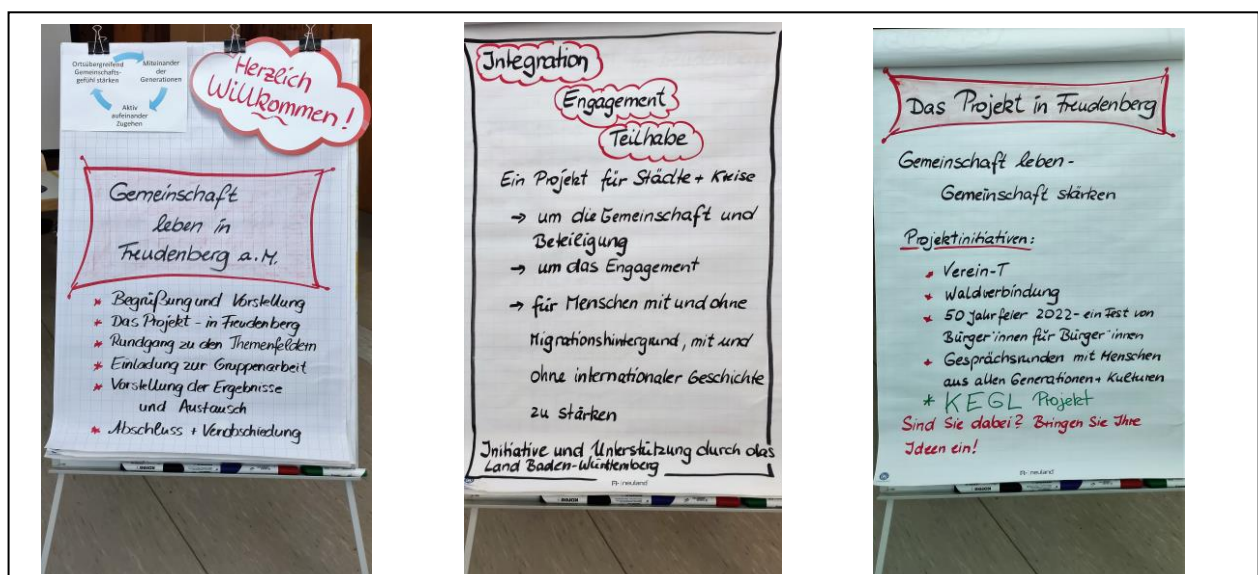 Ortsübergreifend
Gemeinschafts-
gefühl stärken
Miteinander
der
Generationen
Aktiv
aufeinander
Zugehen
Herzlich
Willkommen!
Gemeinschaft
leben in
Freudenberg a.M.
* Begrüßung und Vorstellung
* Das Projekt - in Freudenberg
* Rundgang zu den Themenfeldern
* Einladung zur Gruppenarbeit
* Vorstellung der Ergebnisse
und Austausch
* Abschluss + Verabschiedung
Integration
Engagement
Teilhabe
Ein Projekt für Städte + Kreise
→ um die Gemeinschaft und
Beteiligung
→ um das Engagement
→ für Menschen mit und ohne
Migrationshintergrund, mit und
ohne internationaler Geschichte
zu stärken
Initiative und Unterstützung durch das
Land Baden-Württemberg
neuland
Das Projekt in Freudenberg
Gemeinschaft leben -
Gemeinschaft stärken
Projektinitiativen:
* Verein-T
* Waldverbindung
* 50 Jahrfeier 2022 - ein Fest von
Bürger*innen für Bürger*innen
* Gesprächsrunden mit Menschen
aus allen Generationen + Kulturen
* KEGL Projekt
Sind Sie dabei? Bringen Sie Ihre
Ideen ein!
neuland